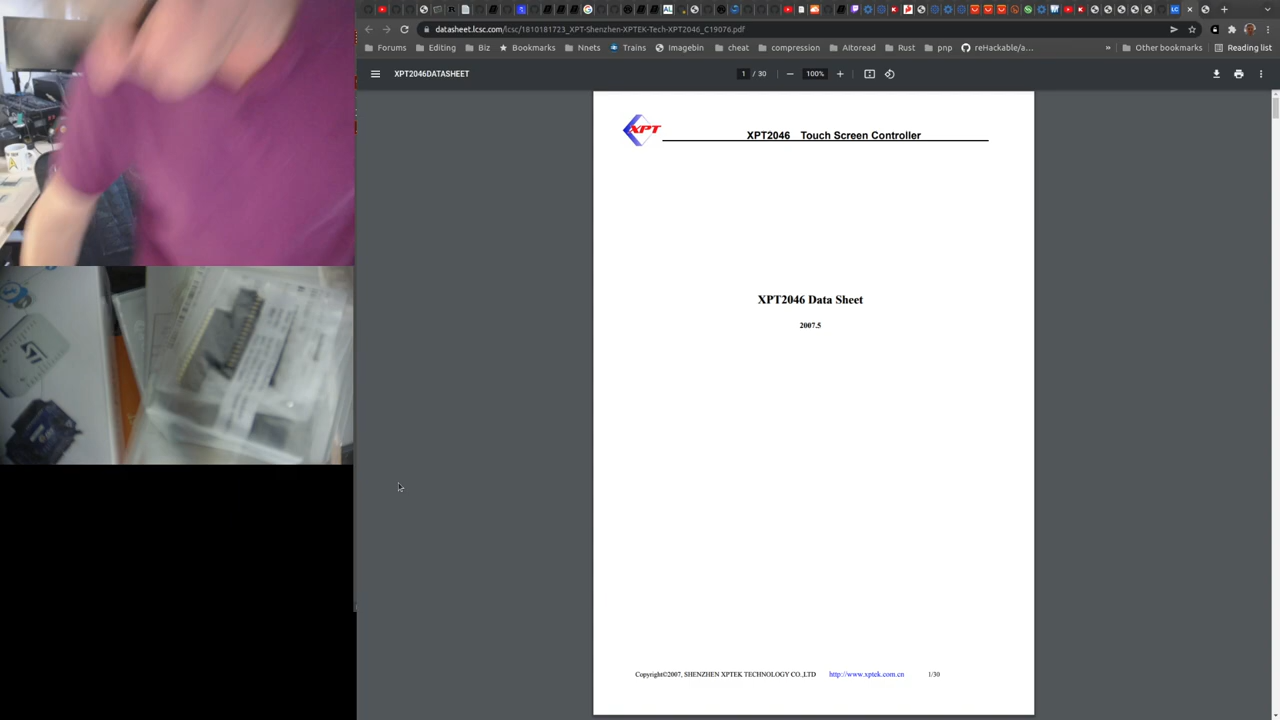 datasheet.lcsc.com/lcsc/1810181723_XPT-Shenzhen-XPTEK-Tech-XPT2046_C19076.pdf
Forums Editing Biz Bookmarks Nnets Trains Imagebin cheat compression Altoread Rust pnp reHackable/a... » Other bookmarks Reading list
XPT2046DATASHEET 1 / 30 100%
XPT
XPT2046 Touch Screen Controller
XPT2046 Data Sheet
2007.5
Copyright©2007, SHENZHEN XPTEK TECHNOLOGY CO.,LTD http://www.xptek.com.cn 1/30